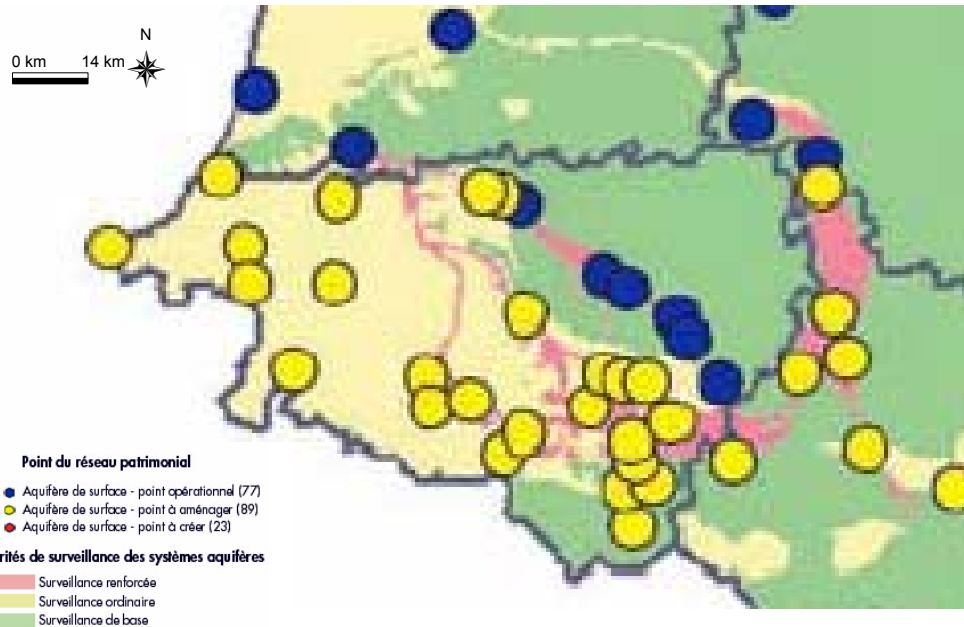 N
0 km 14 km
Point du réseau patrimonial
Aquifère de surface - point opérationnel (77)
Aquifère de surface - point à aménager (89)
Aquifère de surface - point à créer (23)
rités de surveillance des systèmes aquifères
Surveillance renforcée
Surveillance ordinaire
Surveillance de base